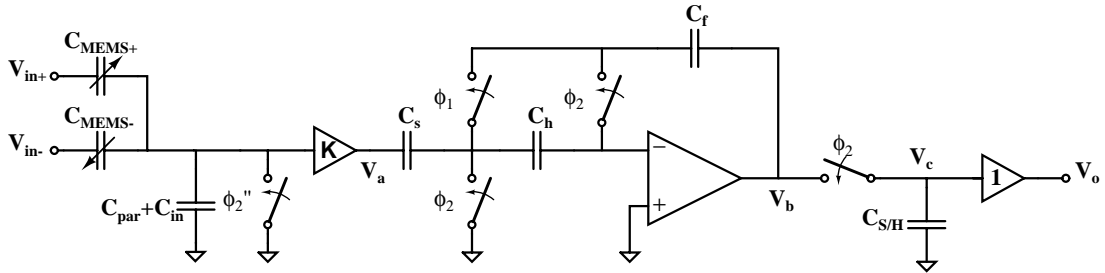 C_f
C_MEMS+
V_in+
ϕ_1
ϕ_2
C_MEMS-
C_s
C_h
V_in-
K
V_a
−
+
ϕ_2
V_c
V_o
1
C_par+C_in
ϕ_2"
ϕ_2
V_b
C_S/H